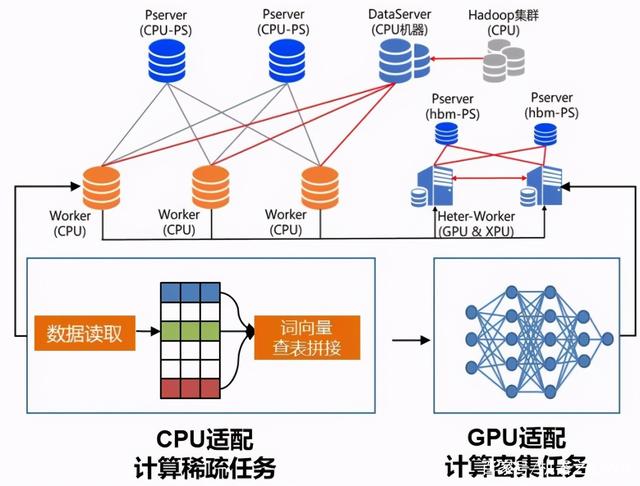 Pserver
(CPU-PS)
Pserver
(CPU-PS)
DataServer
(CPU机器)
Hadoop集群
(CPU)
Pserver
(hbm-PS)
Pserver
(hbm-PS)
Worker
(CPU)
Worker
(CPU)
Worker
(CPU)
Heter-Worker
(GPU & XPU)
数据读取
词向量
查表拼接
CPU适配
计算稀疏任务
GPU适配
计算密集任务